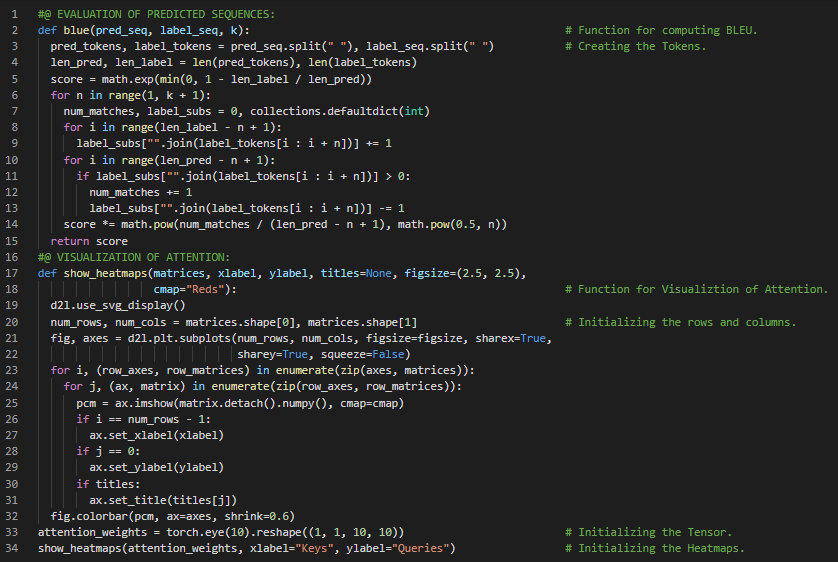 1 #@ EVALUATION OF PREDICTED SEQUENCES:
2 def blue(pred_seq, label_seq, k): # Function for computing BLEU.
3 pred_tokens, label_tokens = pred_seq.split(" "), label_seq.split(" ") # Creating the Tokens.
4 len_pred, len_label = len(pred_tokens), len(label_tokens)
5 score = math.exp(min(0, 1 - len_label / len_pred))
6 for n in range(1, k + 1):
7 num_matches, label_subs = 0, collections.defaultdict(int)
8 for i in range(len_label - n + 1):
9 label_subs["".join(label_tokens[i : i + n])] += 1
10 for i in range(len_pred - n + 1):
11 if label_subs["".join(label_tokens[i : i + n])] > 0:
12 num_matches += 1
13 label_subs["".join(label_tokens[i : i + n])] -= 1
14 score *= math.pow(num_matches / (len_pred - n + 1), math.pow(0.5, n))
15 return score
16 #@ VISUALIZATION OF ATTENTION:
17 def show_heatmaps(matrices, xlabel, ylabel, titles=None, figsize=(2.5, 2.5),
18 cmap="Reds"): # Function for Visualiztion of Attention.
19 d2l.use_svg_display()
20 num_rows, num_cols = matrices.shape[0], matrices.shape[1] # Initializing the rows and columns.
21 fig, axes = d2l.plt.subplots(num_rows, num_cols, figsize=figsize, sharex=True,
22 sharey=True, squeeze=False)
23 for i, (row_axes, row_matrices) in enumerate(zip(axes, matrices)):
24 for j, (ax, matrix) in enumerate(zip(row_axes, row_matrices)):
25 pcm = ax.imshow(matrix.detach().numpy(), cmap=cmap)
26 if i == num_rows - 1:
27 ax.set_xlabel(xlabel)
28 if j == 0:
29 ax.set_ylabel(ylabel)
30 if titles:
31 ax.set_title(titles[j])
32 fig.colorbar(pcm, ax=axes, shrink=0.6)
33 attention_weights = torch.eye(10).reshape((1, 1, 10, 10)) # Initializing the Tensor.
34 show_heatmaps(attention_weights, xlabel="Keys", ylabel="Queries") # Initializing the Heatmaps.